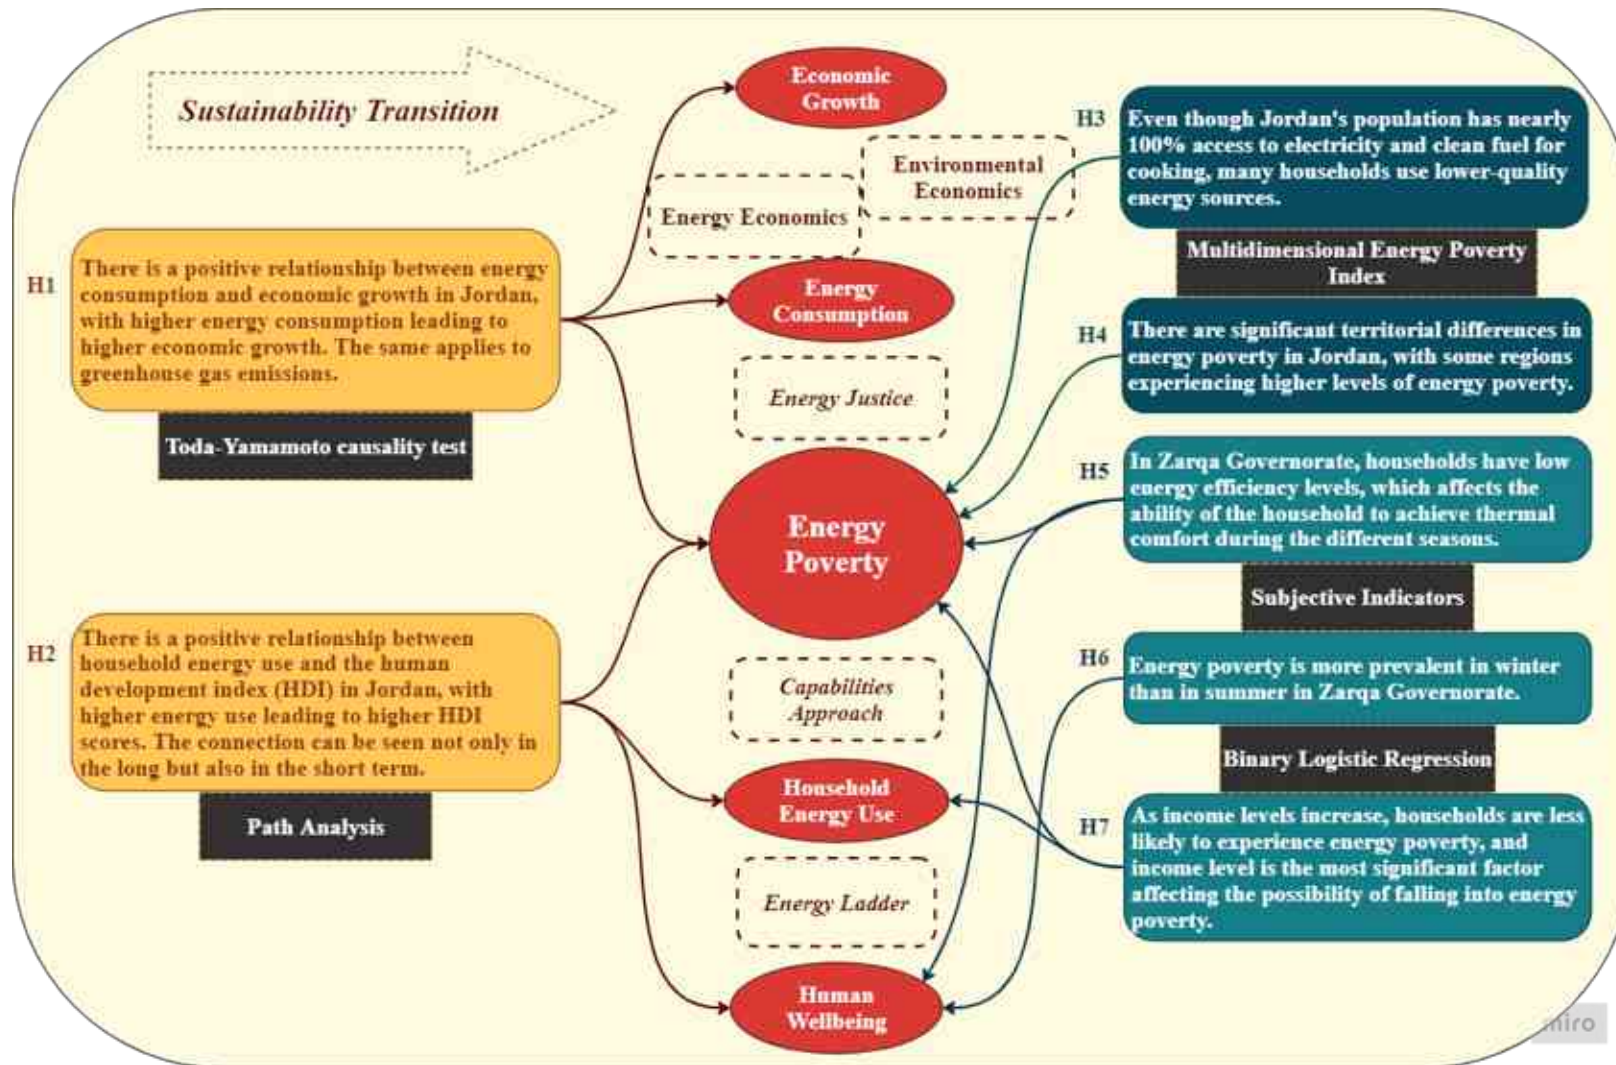 Sustainability Transition
H1
There is a positive relationship between energy
consumption and economic growth in Jordan,
with higher energy consumption leading to
higher economic growth. The same applies to
greenhouse gas emissions.
Toda-Yamamoto causality test
H2
There is a positive relationship between
household energy use and the human
development index (HDI) in Jordan, with
higher energy use leading to higher HDI
scores. The connection can be seen not only in
the long but also in the short term.
Path Analysis
Economic
Growth
Environmental
Economics
Energy Economics
Energy
Consumption
Energy Justice
Energy
Poverty
Capabilities
Approach
Household
Energy Use
Energy Ladder
Human
Wellbeing
H3
Even though Jordan's population has nearly
100% access to electricity and clean fuel for
cooking, many households use lower-quality
energy sources.
Multidimensional Energy Poverty
Index
H4
There are significant territorial differences in
energy poverty in Jordan, with some regions
experiencing higher levels of energy poverty.
H5
In Zarqa Governorate, households have low
energy efficiency levels, which affects the
ability of the household to achieve thermal
comfort during the different seasons.
Subjective Indicators
H6
Energy poverty is more prevalent in winter
than in summer in Zarqa Governorate.
Binary Logistic Regression
H7
As income levels increase, households are less
likely to experience energy poverty, and
income level is the most significant factor
affecting the possibility of falling into energy
poverty.
miro